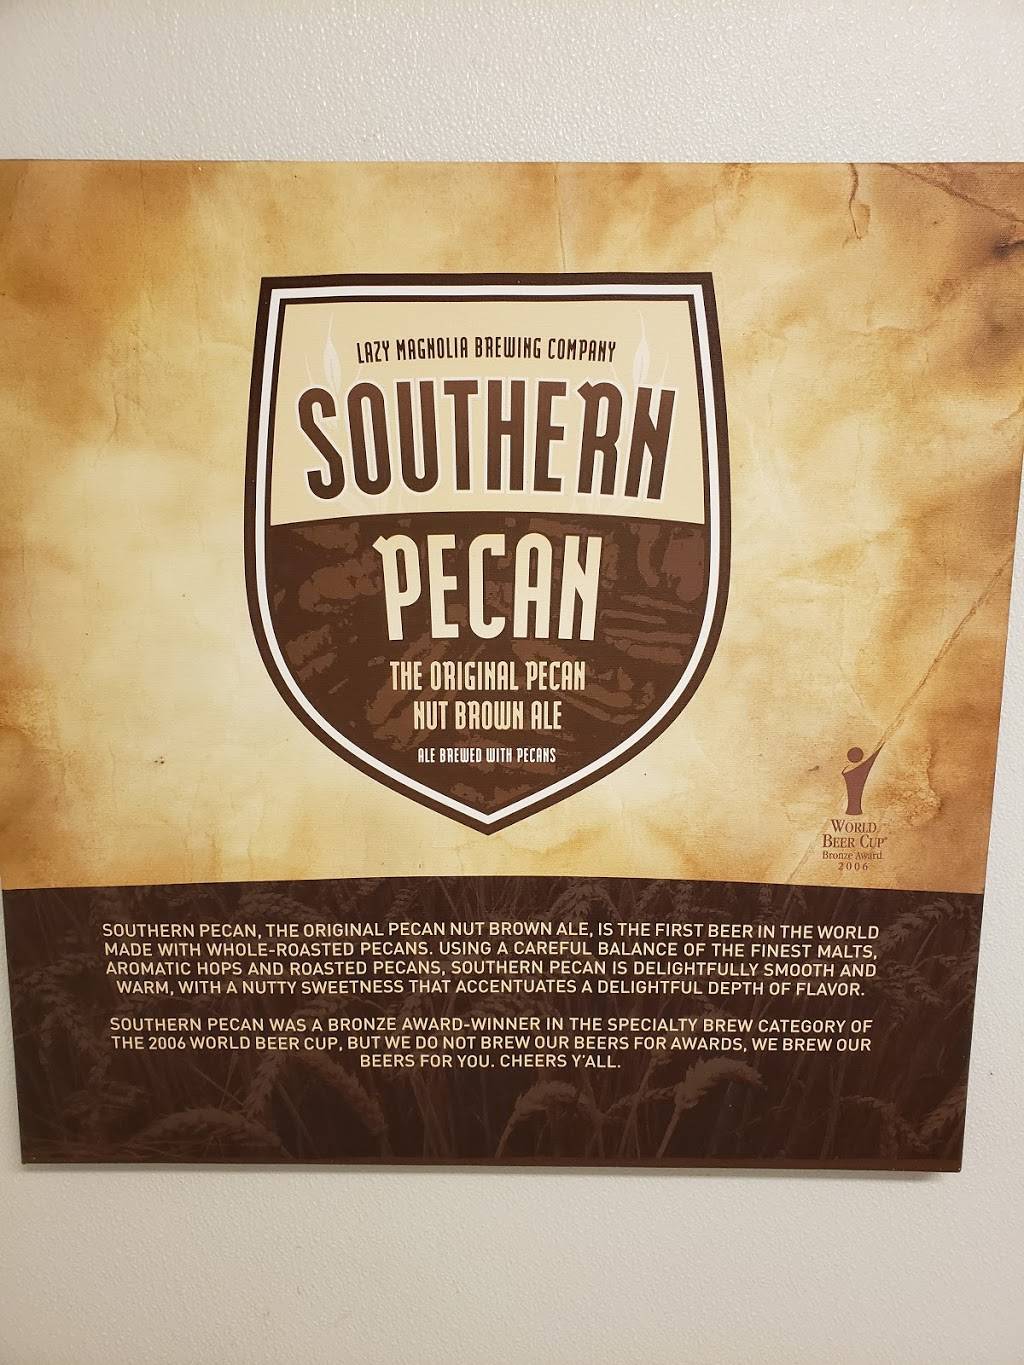 LAZY MAGNOLIA BREWING COMPANY
SOUTHERN
PECAN
THE ORIGINAL PECAN
NUT BROWN ALE
ALE BREWED WITH PECANS
WORLD
BEER CUP®
Bronze Award
2006
SOUTHERN PECAN, THE ORIGINAL PECAN NUT BROWN ALE, IS THE FIRST BEER IN THE WORLD
MADE WITH WHOLE-ROASTED PECANS. USING A CAREFUL BALANCE OF THE FINEST MALTS,
AROMATIC HOPS AND ROASTED PECANS, SOUTHERN PECAN IS DELIGHTFULLY SMOOTH AND
WARM, WITH A NUTTY SWEETNESS THAT ACCENTUATES A DELIGHTFUL DEPTH OF FLAVOR.
SOUTHERN PECAN WAS A BRONZE AWARD-WINNER IN THE SPECIALTY BREW CATEGORY OF
THE 2006 WORLD BEER CUP, BUT WE DO NOT BREW OUR BEERS FOR AWARDS, WE BREW OUR
BEERS FOR YOU. CHEERS Y'ALL.